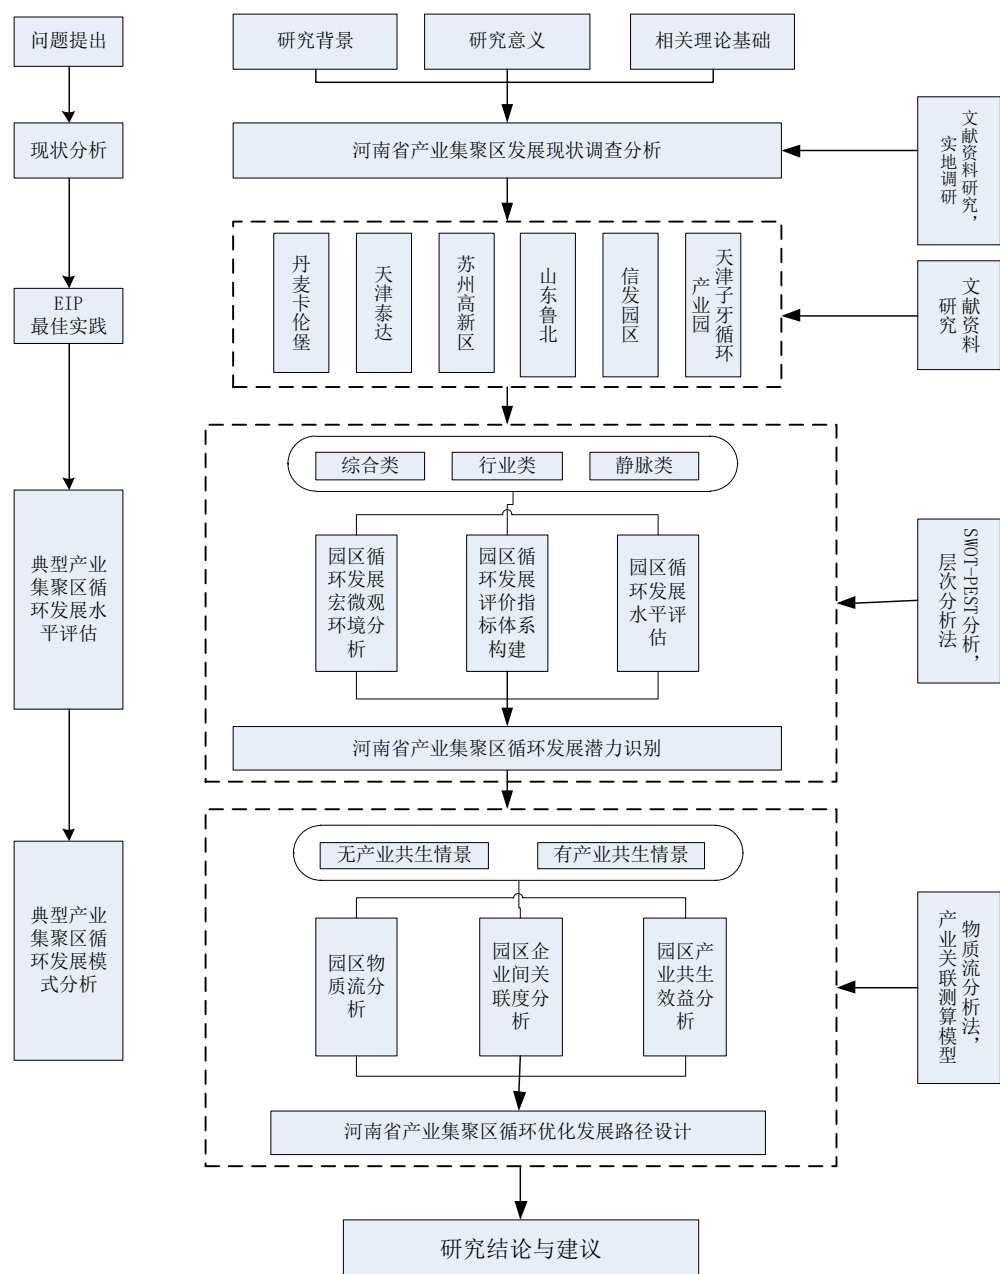 问题提出
研究背景
研究意义
相关理论基础
现状分析
河南省产业集聚区发展现状调查分析
文献资料研究，
实地调研
EIP
最佳实践
丹麦卡伦堡
天津泰达
苏州高新区
山东鲁北
信发园区
天津子牙循环
产业园
文献资料
研究
典型产业
集聚区循
环发展水
平评估
综合类
行业类
静脉类
园区循
环发展
宏微观
环境分析
园区循
环发展
评价指
标体系
构建
园区循
环发展
水平评估
SWOT-PEST分析，
层次分析法
河南省产业集聚区循环发展潜力识别
典型产业
集聚区循
环发展模
式分析
无产业共生情景
有产业共生情景
园区物
质流分
析
园区企
业间关
联度分
析
园区产
业共生
效益分
析
物质流分析法，
产业关联测算模型
河南省产业集聚区循环优化发展路径设计
研究结论与建议